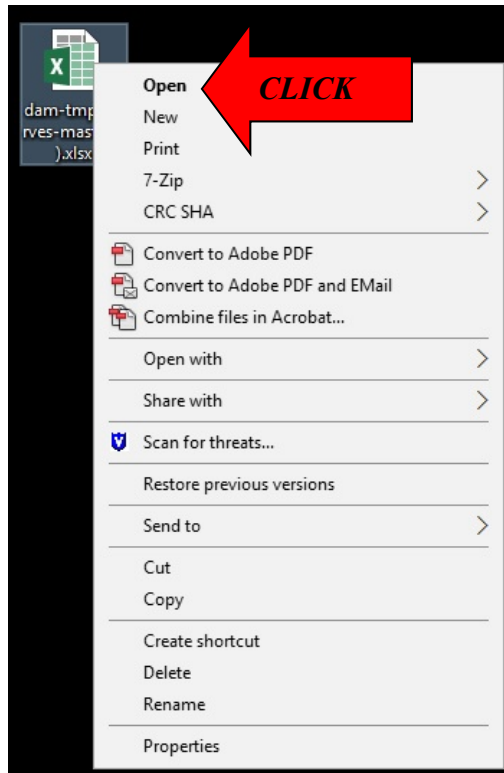 dam-tmp
rves-mas
).xlsx
Open
CLICK
New
Print
7-Zip
CRC SHA
Convert to Adobe PDF
Convert to Adobe PDF and EMail
Combine files in Acrobat...
Open with
Share with
Scan for threats...
Restore previous versions
Send to
Cut
Copy
Create shortcut
Delete
Rename
Properties